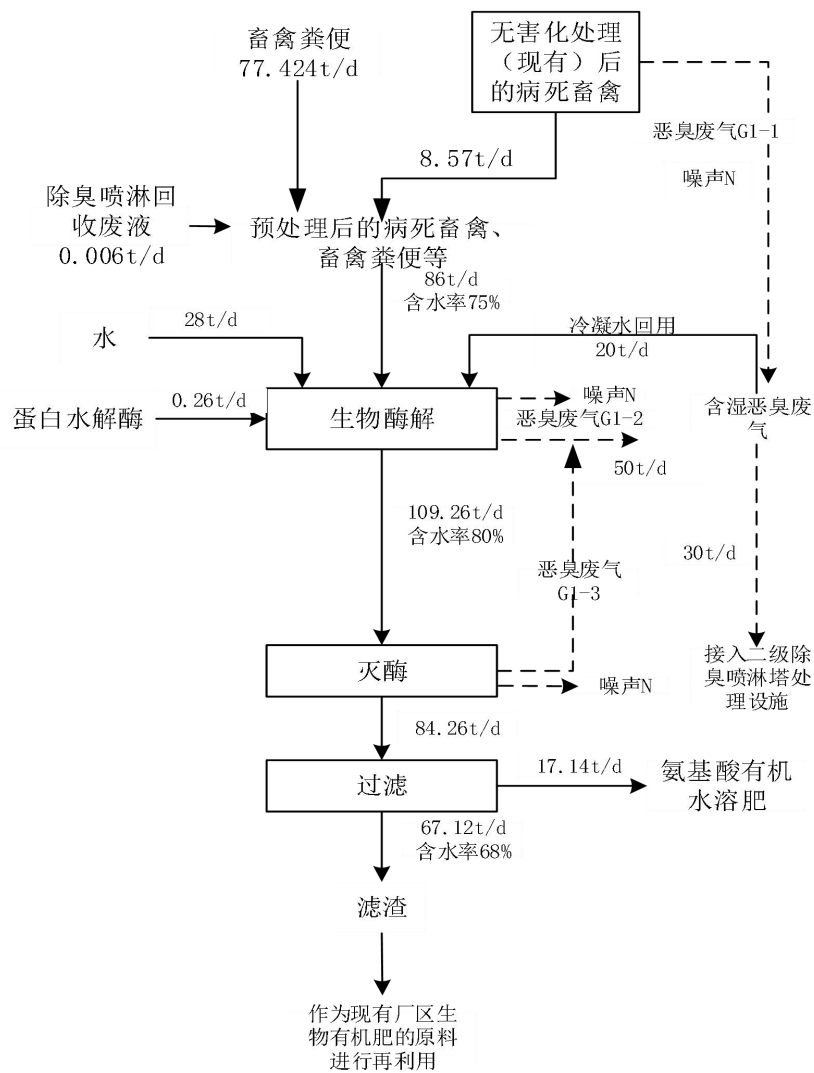 畜禽粪便
77.424t/d
无害化处理
（现有）后
的病死畜禽
恶臭废气G1-1
噪声N
8.57t/d
除臭喷淋回
收废液
0.006t/d
预处理后的病死畜禽、
畜禽粪便等
86t/d
含水率75%
水
28t/d
冷凝水回用
20t/d
蛋白水解酶
0.26t/d
生物酶解
噪声N
恶臭废气G1-2
50t/d
含湿恶臭废
气
109.26t/d
含水率80%
恶臭废气
G1-3
30t/d
接入二级除
臭喷淋塔处
理设施
灭酶
噪声N
84.26t/d
过滤
17.14t/d
氨基酸有机
水溶肥
67.12t/d
含水率68%
滤渣
作为现有厂区生
物有机肥的原料
进行再利用